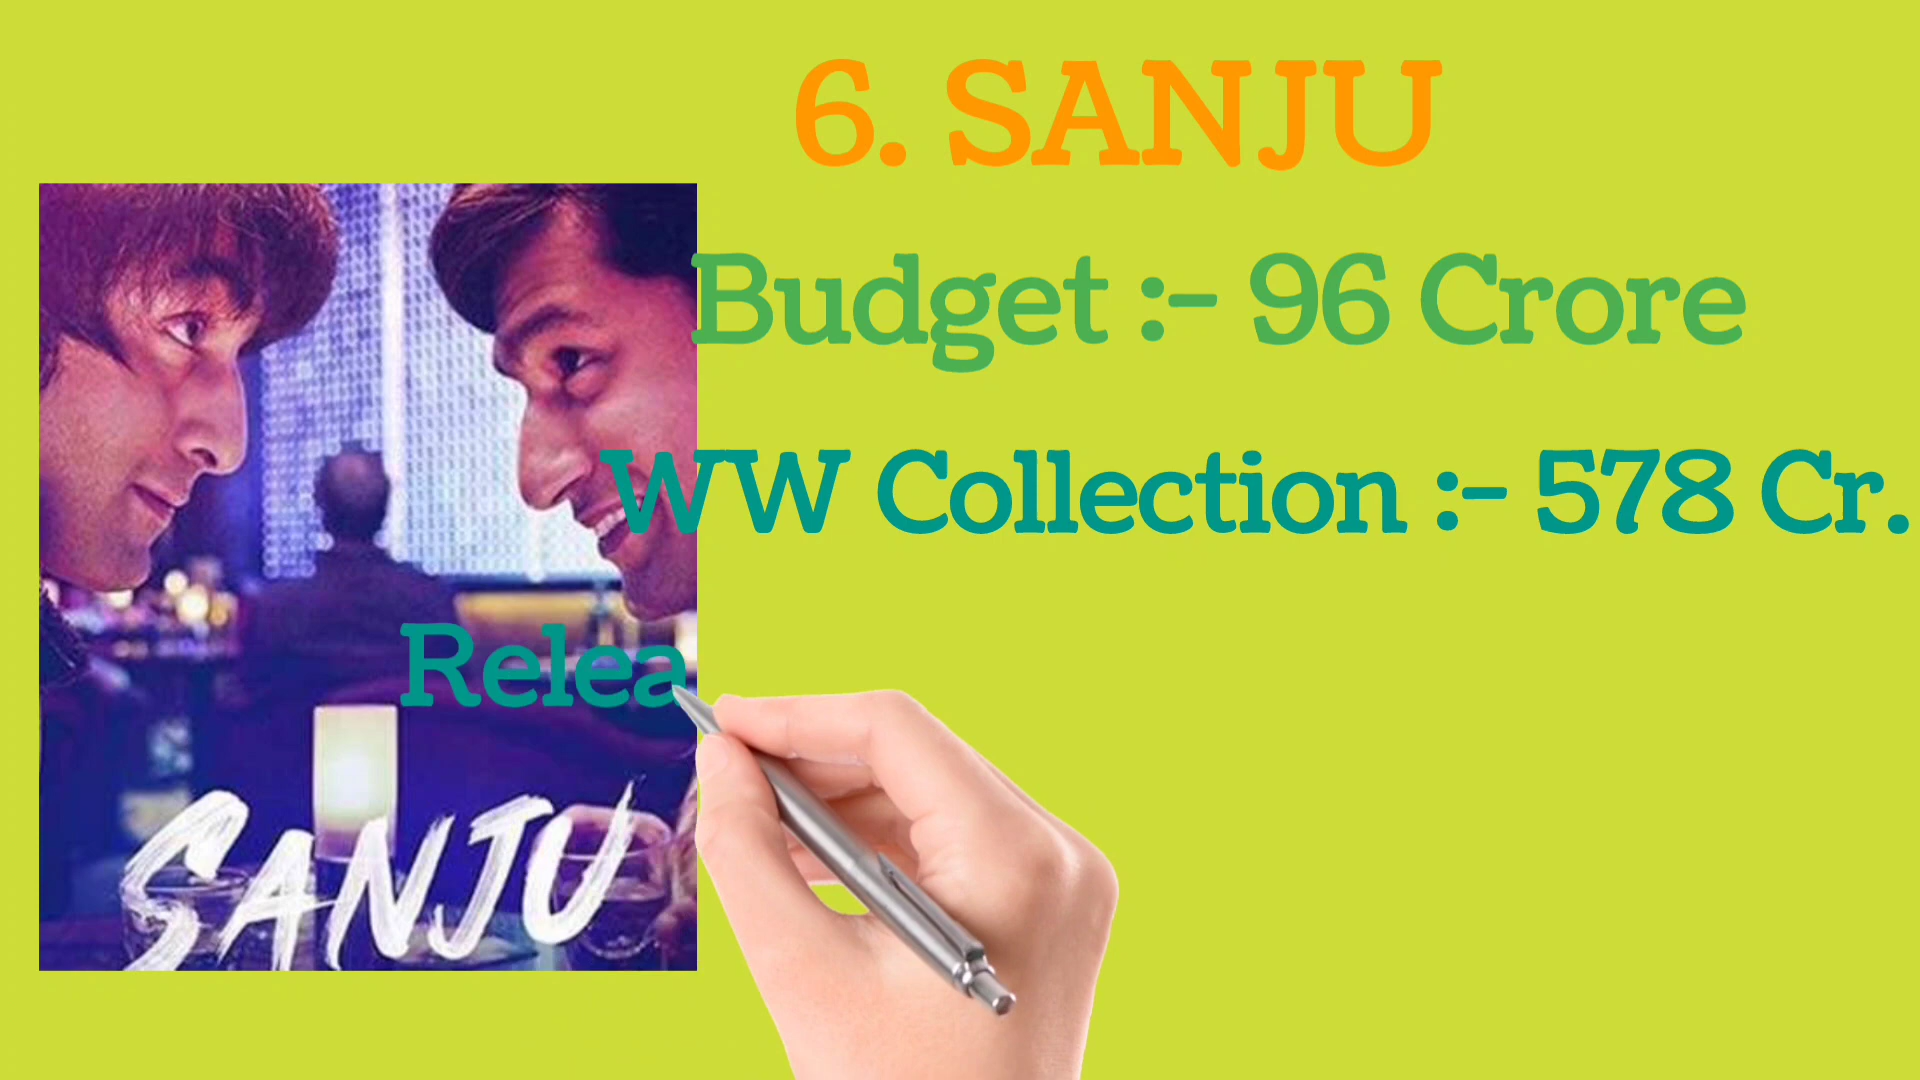 6. SANJU
Budget :- 96 Crore
WW Collection :- 578 Cr.
Relea
SANJU